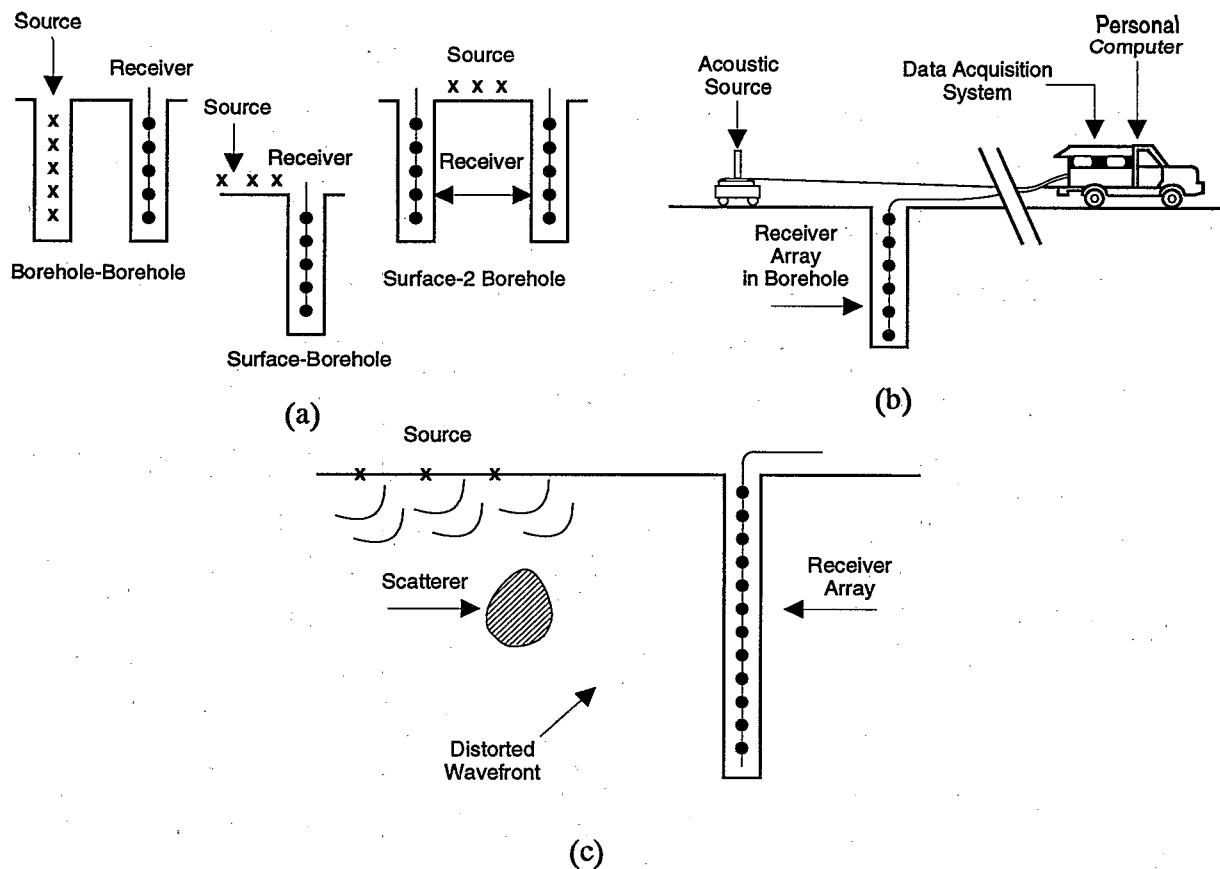 Source
Receiver
x
x
x
x
x
Borehole-Borehole
Source
x x x
Receiver
Surface-Borehole
Source
x x x
Receiver
Surface-2 Borehole
(a)
Acoustic
Source
Data Acquisition
System
Personal
Computer
Receiver
Array
in Borehole
(b)
Source
x x x
Scatterer
Receiver
Array
Distorted
Wavefront
(c)